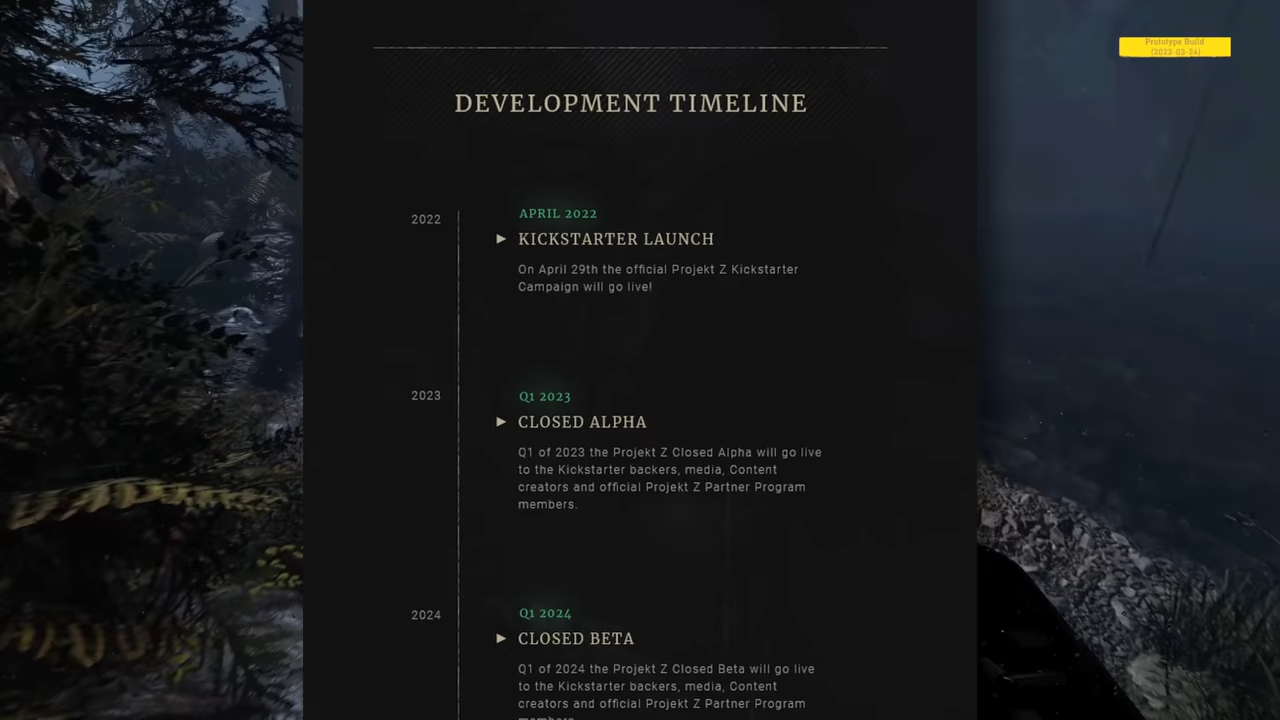 Prototype Build
(2022-03-24)
DEVELOPMENT TIMELINE
2022
APRIL 2022
► KICKSTARTER LAUNCH
On April 29th the official Projekt Z Kickstarter
Campaign will go live!
2023
Q1 2023
► CLOSED ALPHA
Q1 of 2023 the Projekt Z Closed Alpha will go live
to the Kickstarter backers, media, Content
creators and official Projekt Z Partner Program
members.
2024
Q1 2024
► CLOSED BETA
Q1 of 2024 the Projekt Z Closed Beta will go live
to the Kickstarter backers, media, Content
creators and official Projekt Z Partner Program